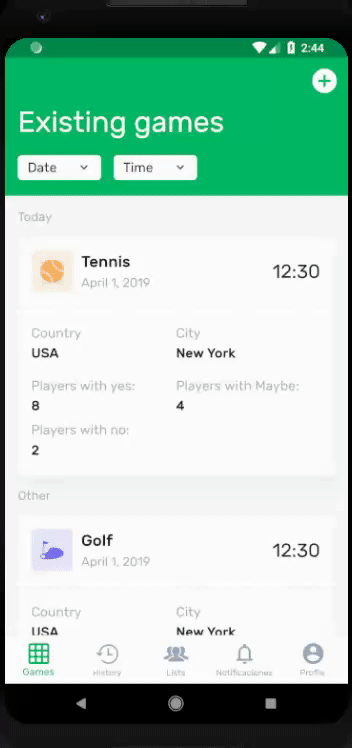 2:44
Existing games
Date Time
Today
Tennis
April 1, 2019
12:30
Country City
USA New York
Players with yes: Players with Maybe:
8 4
Players with no:
2
Other
Golf
April 1, 2019
12:30
Country City
USA New York
Games History Lists Notificaciones Profile